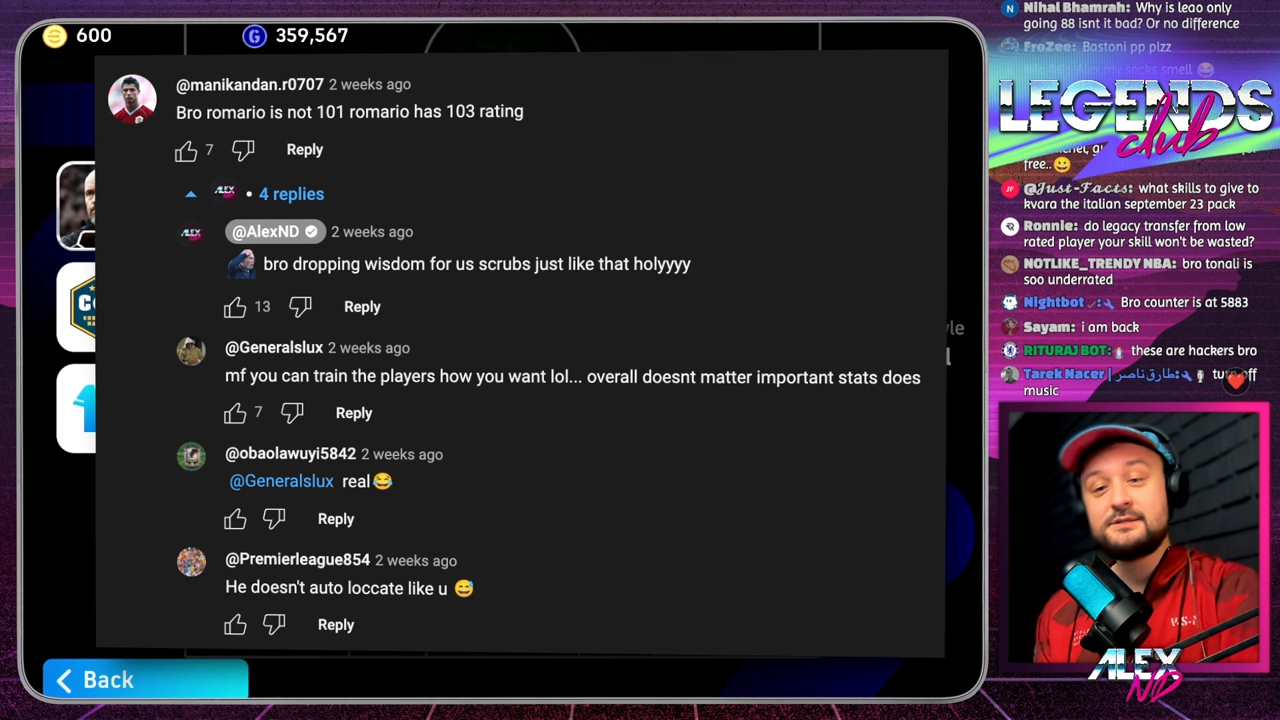 600
359,567
@manikandan.r0707 2 weeks ago
Bro romario is not 101 romario has 103 rating
7
Reply
ALEX ND
• 4 replies
ALEX ND
@AlexND 2 weeks ago
bro dropping wisdom for us scrubs just like that holyyyy
13
Reply
@Generalslux 2 weeks ago
mf you can train the players how you want lol... overall doesnt matter important stats does
7
Reply
@obaolawuyi5842 2 weeks ago
@Generalslux real😂
Reply
@Premierleague854 2 weeks ago
He doesn't auto loccate like u 😅
Reply
Back
Nihal Bhamrah: Why is leao only
going 88 isnt it bad? Or no difference
FroZee: Bastoni pp plzz
socks smell
LEGENDS
club
free..😀
@𝓙𝓾𝓼𝓽-𝓕𝓪𝓬𝓽𝓼: what skills to give to
kvara the italian september 23 pack
Ronnie: do legacy transfer from low
rated player your skill won't be wasted?
NOTLIKE_TRENDY NBA: bro tonali is
soo underrated
Nightbot: Bro counter is at 5883
Sayam: i am back
RITURAJ BOT: these are hackers bro
Tarek Nacer | طارق ناصر: off
music
ALEX
ND